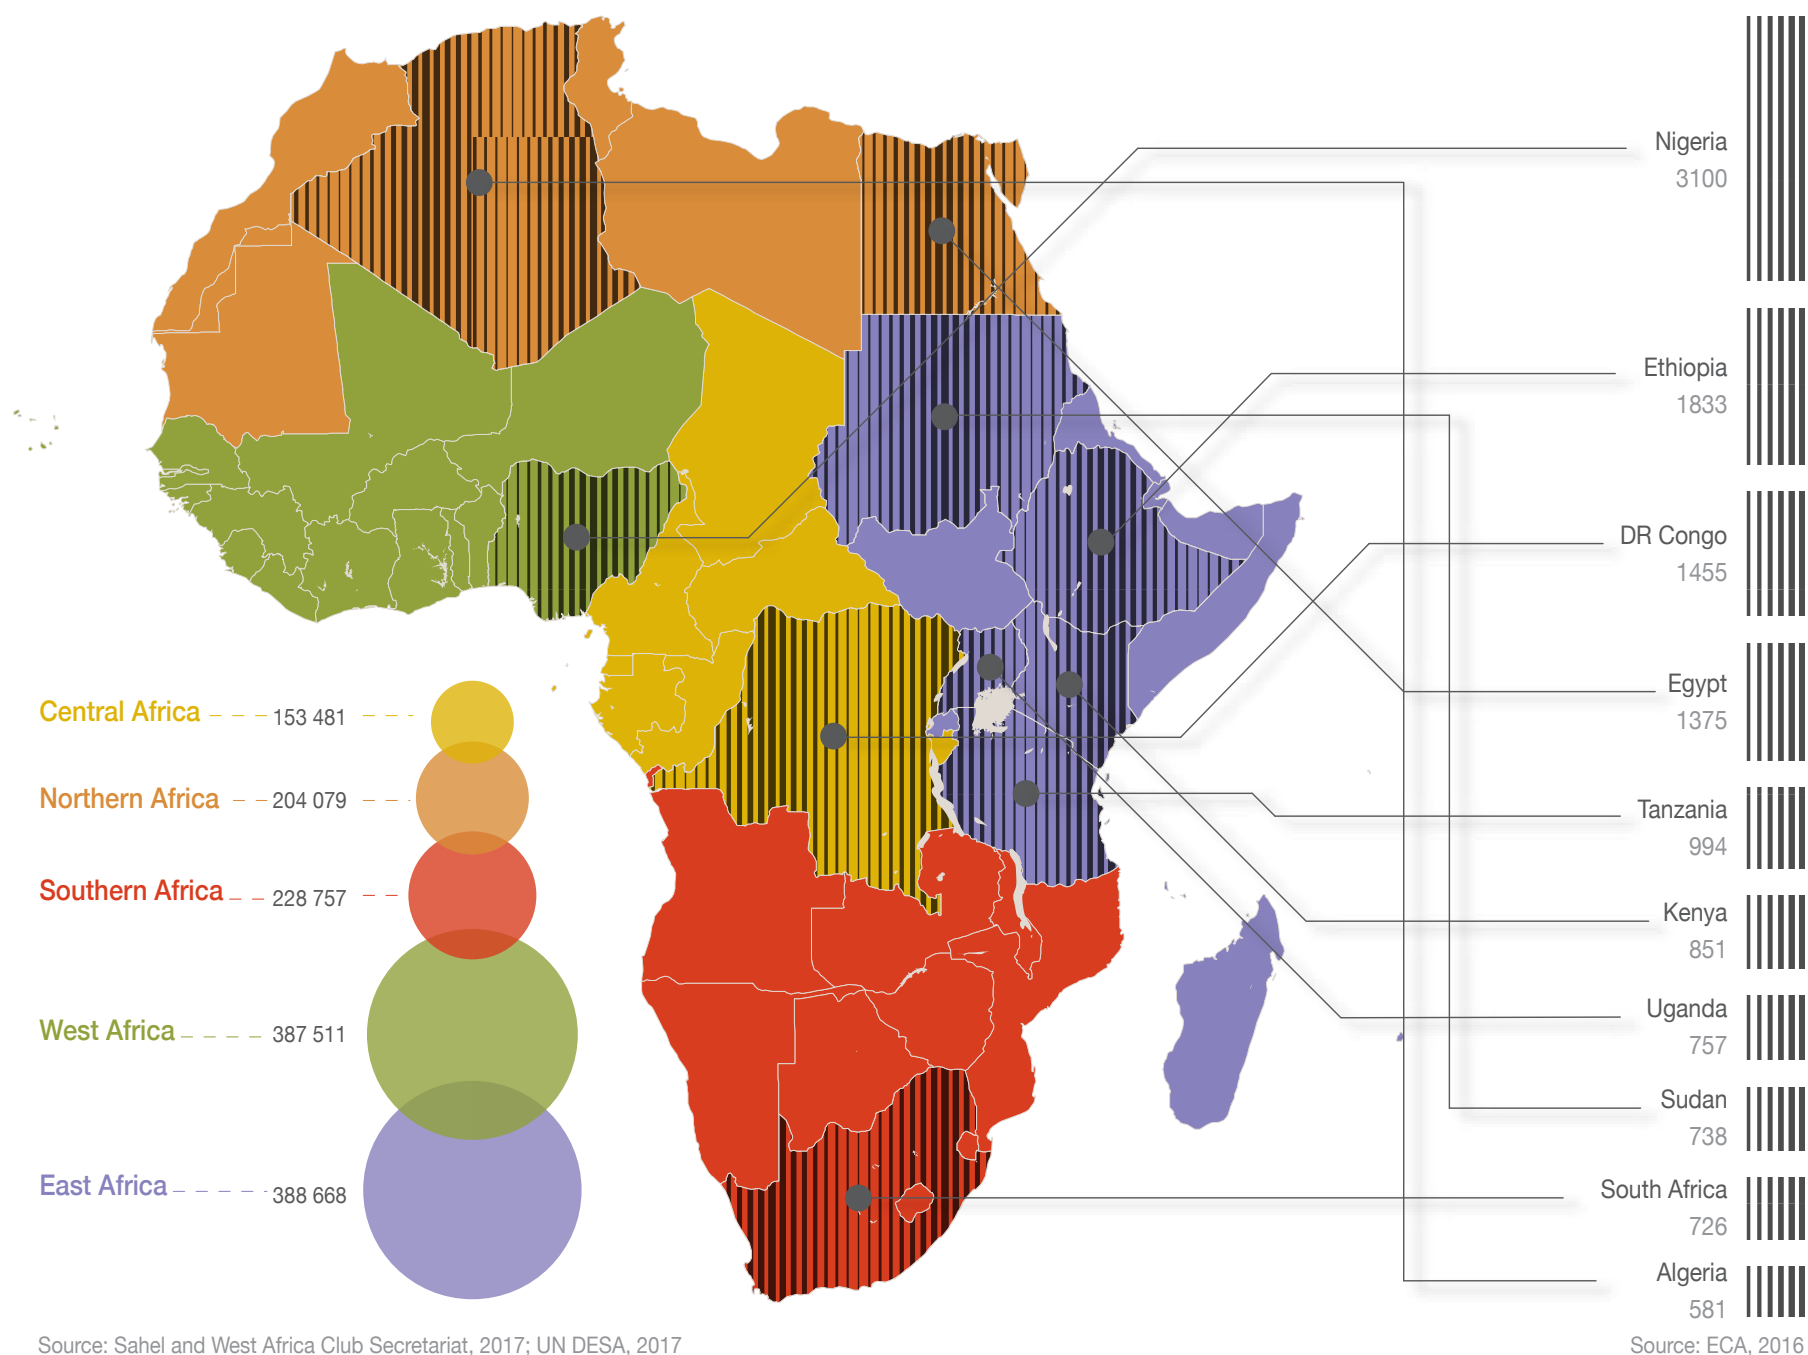 Nigeria
3100
Ethiopia
1833
DR Congo
1455
Egypt
1375
Tanzania
994
Kenya
851
Uganda
757
Sudan
738
South Africa
726
Algeria
581
Central Africa 153 481
Northern Africa 204 079
Southern Africa 228 757
West Africa 387 511
East Africa 388 668
Source: Sahel and West Africa Club Secretariat, 2017; UN DESA, 2017
Source: ECA, 2016